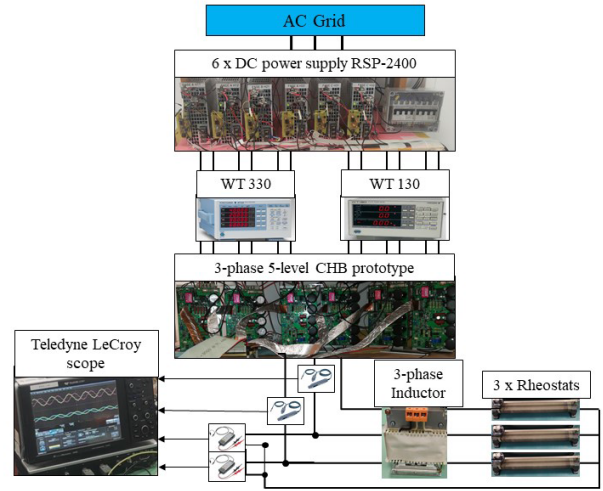 AC Grid
6 x DC power supply RSP-2400
WT 330
WT 130
3-phase 5-level CHB prototype
Teledyne LeCroy
scope
3-phase
Inductor
3 x Rheostats